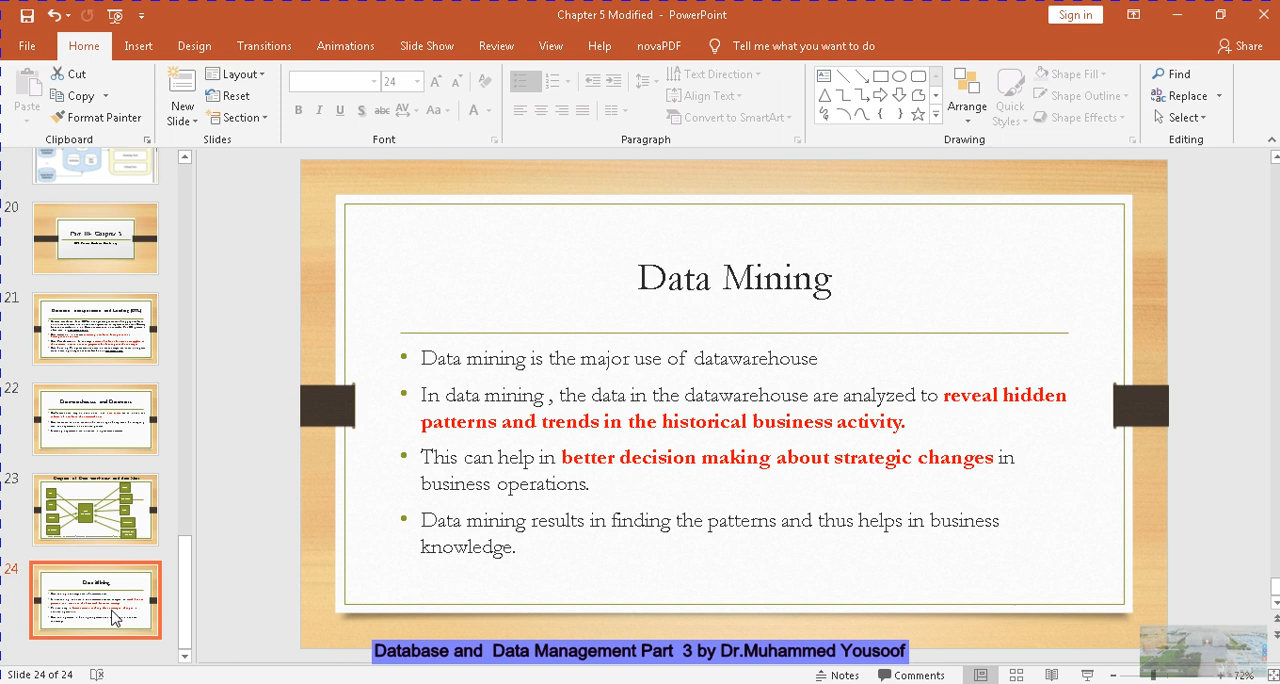 Chapter 5 Modified - PowerPoint
Sign in
File Home Insert Design Transitions Animations Slide Show Review View Help novaPDF Tell me what you want to do Share
Paste
Cut
Copy
Format Painter
Clipboard
New Slide
Layout
Reset
Section
Slides
24
B I U S abc AV Aa A
Font
Text Direction
Align Text
Convert to SmartArt
Paragraph
Arrange
Quick Styles
Shape Fill
Shape Outline
Shape Effects
Drawing
Find
Replace
Select
Editing
20
21
22
23
24
Data Mining
Data Mining
• Data mining is the major use of datawarehouse
• In data mining , the data in the datawarehouse are analyzed to reveal hidden
patterns and trends in the historical business activity.
• This can help in better decision making about strategic changes in
business operations.
• Data mining results in finding the patterns and thus helps in business
knowledge.
Database and Data Management Part 3 by Dr.Muhammed Yousoof
Slide 24 of 24
Notes
Comments
72%